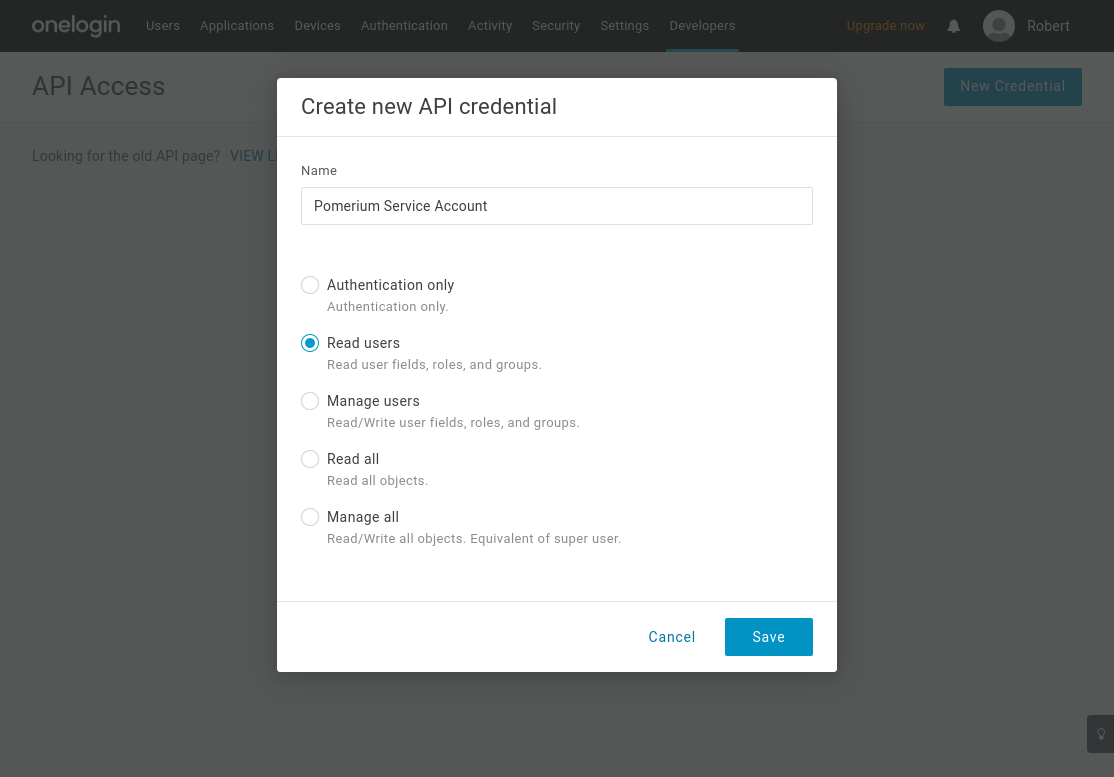 onelogin Users Applications Devices Authentication Activity Security Settings Developers Upgrade now Robert
API Access
New Credential
Looking for the old API page? VIEW
Create new API credential
Name
Pomerium Service Account
Authentication only
Authentication only.
Read users
Read user fields, roles, and groups.
Manage users
Read/Write user fields, roles, and groups.
Read all
Read all objects.
Manage all
Read/Write all objects. Equivalent of super user.
Cancel Save